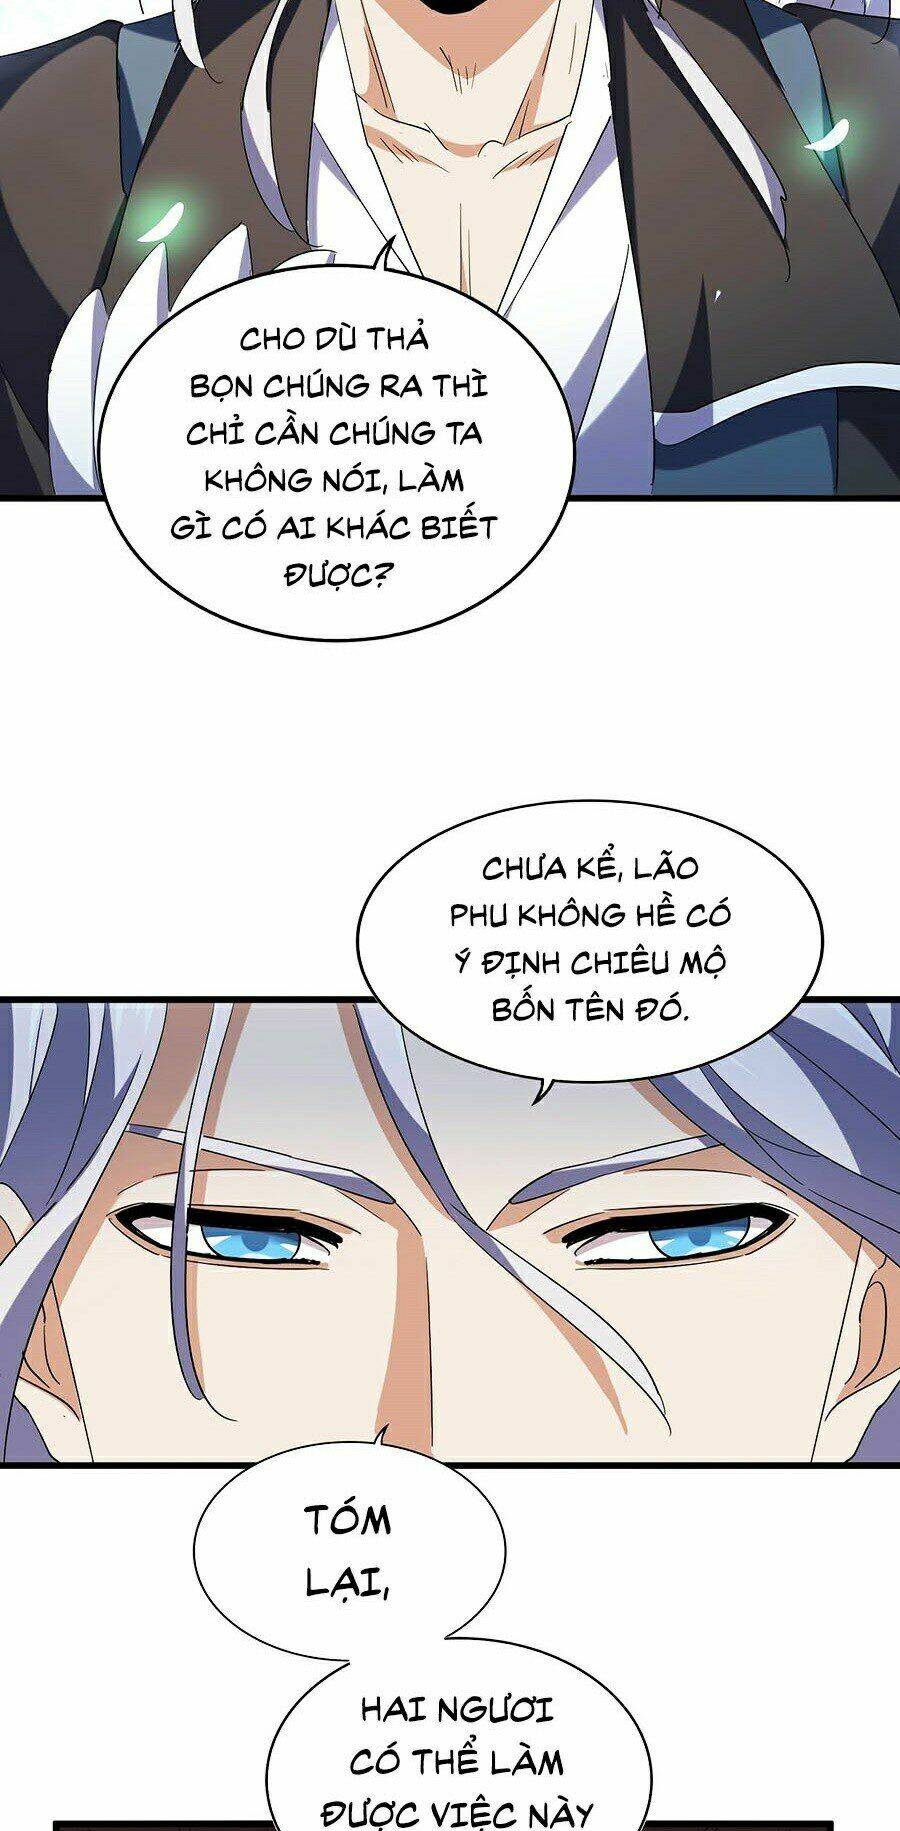 CHO DÙ THẢ
BỌN CHÚNG RA THÌ
CHỈ CẦN CHÚNG TA
KHÔNG NÓI, LÀM
GÌ CÓ AI KHÁC BIẾT
ĐƯỢC?
CHƯA KỂ, LÃO
PHU KHÔNG HỀ CÓ
Ý ĐỊNH CHIÊU MỘ
BỐN TÊN ĐÓ.
TÓM
LẠI,
HAI NGƯƠI
CÓ THỂ LÀM
ĐƯỢC VIỆC NÀY